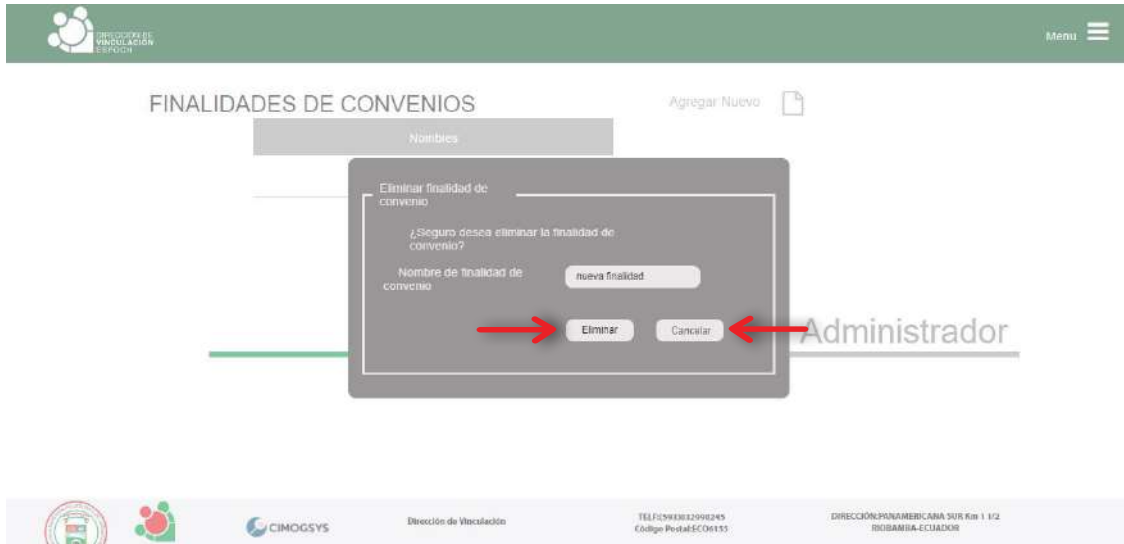 DIRECCIÓN DE
VINCULACIÓN
ESPOCH
Menu
FINALIDADES DE CONVENIOS
Agregar Nuevo
Nombres
Eliminar finalidad de
convenio
¿Seguro desea eliminar la finalidad de
convenio?
Nombre de finalidad de
convenio
nueva finalidad
Eliminar
Cancelar
Administrador
CIMOGSYS
Dirección de Vinculación
TELF:(593)032998245
Código Postal:EC06155
DIRECCIÓN:PANAMERICANA SUR Km 1 1/2
RIOBAMBA-ECUADOR